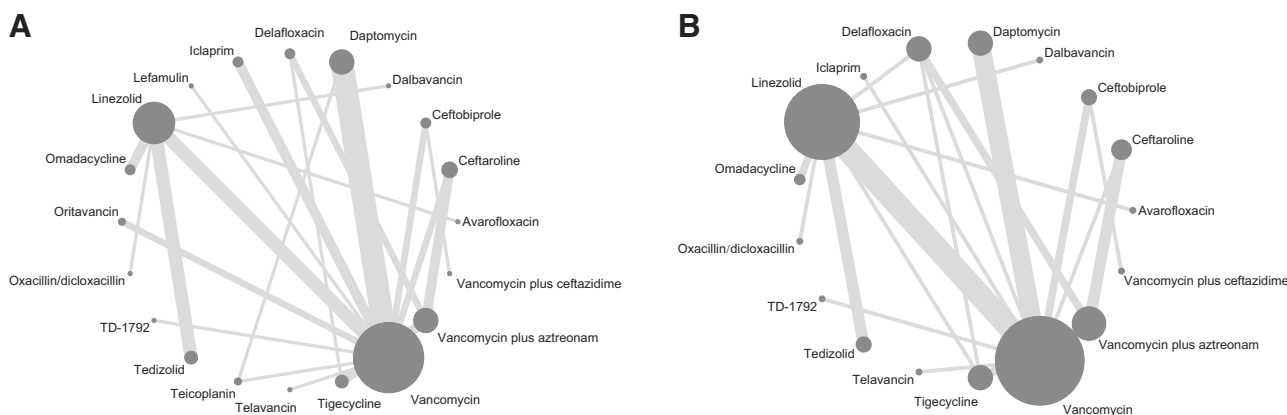 A
Delafloxacin
Daptomycin
Iclaprim
Lefamulin
Dalbavancin
Linezolid
Ceftobiprole
Omadacycline
Ceftaroline
Oritavancin
Avarofloxacin
Oxacillin/dicloxacillin
Vancomycin plus ceftazidime
TD-1792
Vancomycin plus aztreonam
Tedizolid
Teicoplanin
Telavancin
Tigecycline
Vancomycin
B
Delafloxacin
Daptomycin
Dalbavancin
Iclaprim
Linezolid
Ceftobiprole
Ceftaroline
Omadacycline
Avarofloxacin
Oxacillin/dicloxacillin
Vancomycin plus ceftazidime
TD-1792
Vancomycin plus aztreonam
Tedizolid
Telavancin
Tigecycline
Vancomycin